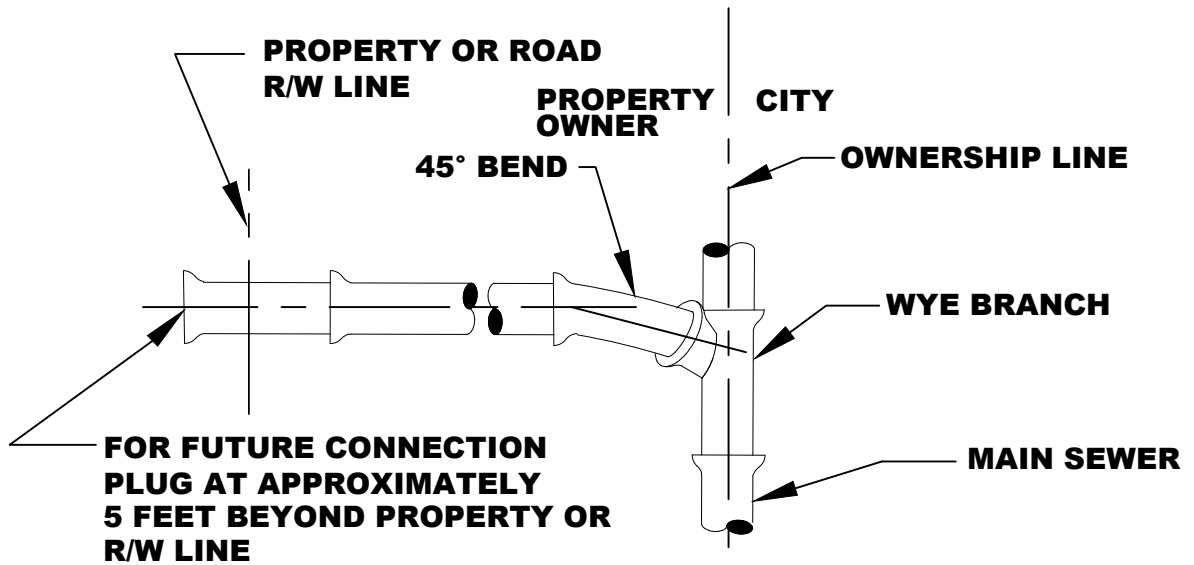 PROPERTY OR ROAD
R/W LINE
PROPERTY
OWNER
CITY
45° BEND
OWNERSHIP LINE
WYE BRANCH
MAIN SEWER
FOR FUTURE CONNECTION
PLUG AT APPROXIMATELY
5 FEET BEYOND PROPERTY OR
R/W LINE